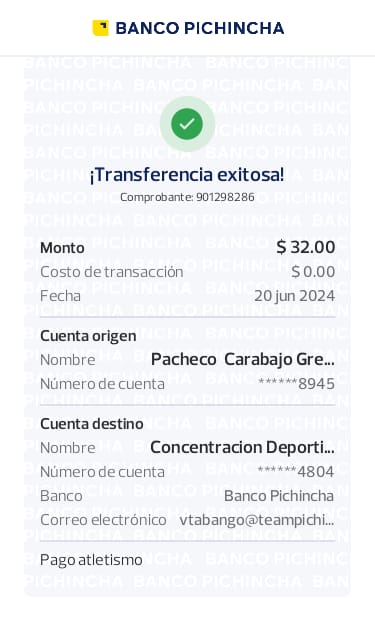 BANCO PICHINCHA
¡Transferencia exitosa!
Comprobante: 901298286
Monto $ 32.00
Costo de transacción $ 0.00
Fecha 20 jun 2024
Cuenta origen
Nombre Pacheco Carabajo Gre...
Número de cuenta ******8945
Cuenta destino
Nombre Concentracion Deporti...
Número de cuenta ******4804
Banco Banco Pichincha
Correo electrónico vtabango@teampichi...
Pago atletismo